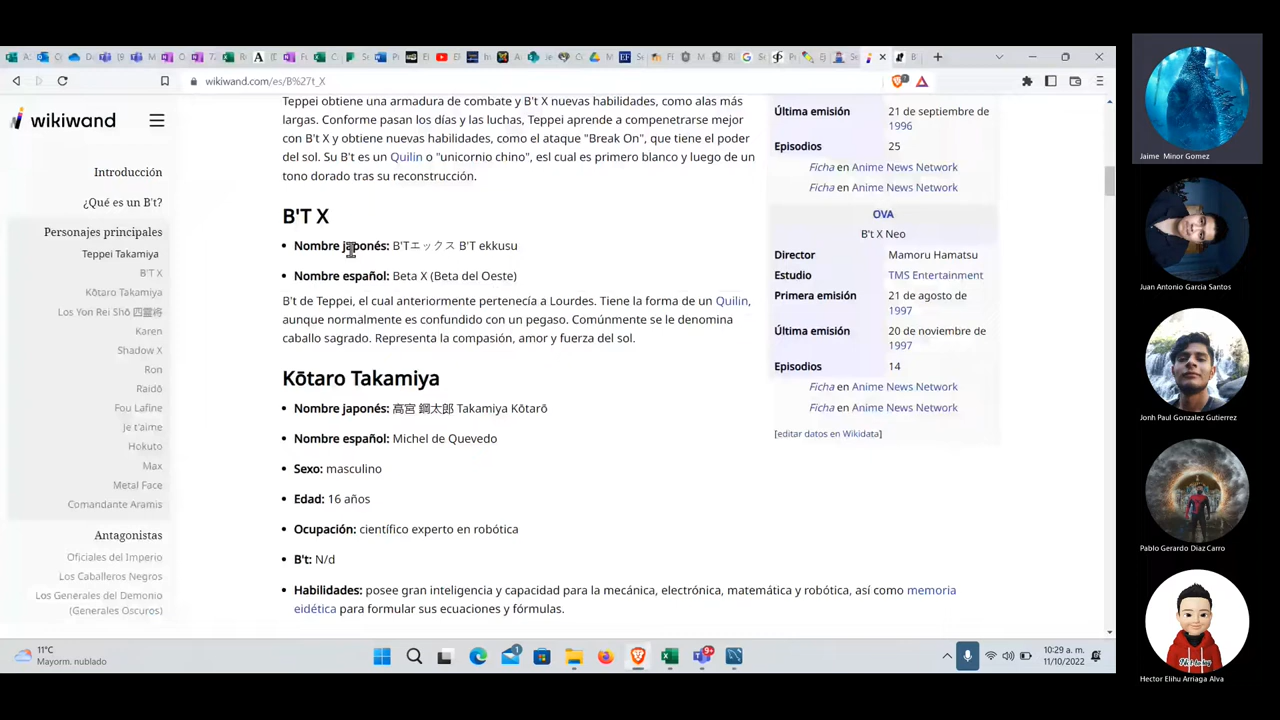 wikiwand.com/es/B%27t_X
wikiwand
Introducción
¿Qué es un B't?
Personajes principales
Teppei Takamiya
B'T X
Kōtaro Takamiya
Los Yon Rei Shō 四霊将
Karen
Shadow X
Ron
Raidō
Fou Lafine
Je t'aime
Hokuto
Max
Metal Face
Comandante Aramis
Antagonistas
Oficiales del Imperio
Los Caballeros Negros
Los Generales del Demonio
(Generales Oscuros)
Teppei obtiene una armadura de combate y B't X nuevas habilidades, como alas más
largas. Conforme pasan los días y las luchas, Teppei aprende a compenetrarse mejor
con B't X y obtiene nuevas habilidades, como el ataque "Break On", que tiene el poder
del sol. Su B't es un Quilin o "unicornio chino", esl cual es primero blanco y luego de un
tono dorado tras su reconstrucción.
B'T X
Nombre japonés: B'Tエックス B'T ekkusu
Nombre español: Beta X (Beta del Oeste)
B't de Teppei, el cual anteriormente pertenecía a Lourdes. Tiene la forma de un Quilin,
aunque normalmente es confundido con un pegaso. Comúnmente se le denomina
caballo sagrado. Representa la compasión, amor y fuerza del sol.
Kōtaro Takamiya
Nombre japonés: 高宮 鋼太郎 Takamiya Kōtarō
Nombre español: Michel de Quevedo
Sexo: masculino
Edad: 16 años
Ocupación: científico experto en robótica
B't: N/d
Habilidades: posee gran inteligencia y capacidad para la mecánica, electrónica, matemática y robótica, así como memoria
eidética para formular sus ecuaciones y fórmulas.
Última emisión 21 de septiembre de
1996
Episodios 25
Ficha en Anime News Network
Ficha en Anime News Network
OVA
B't X Neo
Director Mamoru Hamatsu
Estudio TMS Entertainment
Primera emisión 21 de agosto de
1997
Última emisión 20 de noviembre de
1997
Episodios 14
Ficha en Anime News Network
Ficha en Anime News Network
[editar datos en Wikidata]
11°C
Mayorm. nublado
9+
10:29 a. m.
11/10/2022
Jaime Minor Gomez
Juan Antonio Garcia Santos
Jonh Paul Gonzalez Gutierrez
Pablo Gerardo Diaz Carro
Hector Elihu Arriaga Alva